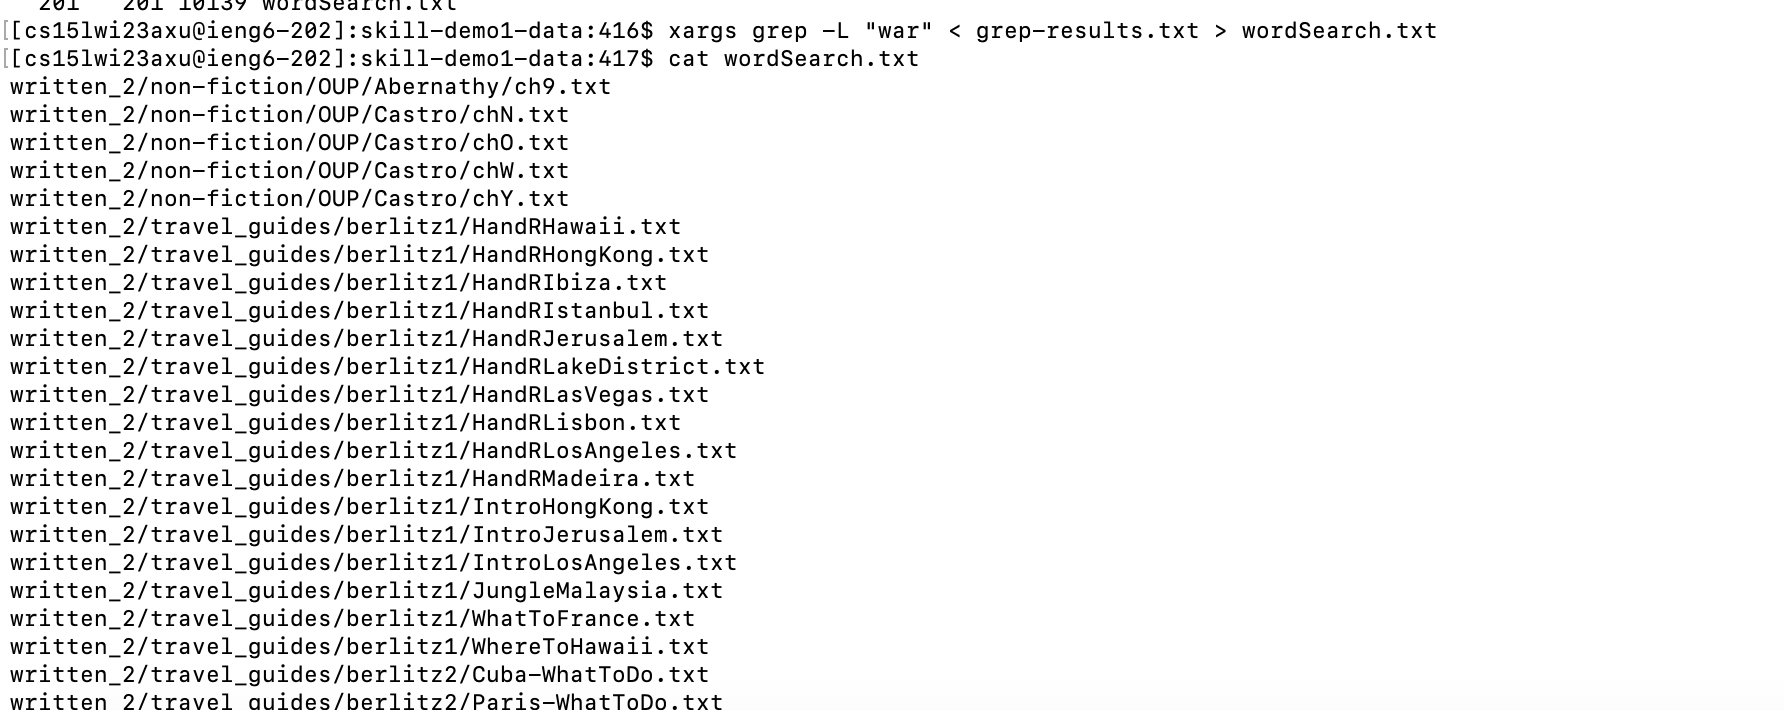 201 201 10139 wordSearch.txt
[[cs15lwi23axu@ieng6-202]:skill-demo1-data:416$ xargs grep -L "war" < grep-results.txt > wordSearch.txt
[[cs15lwi23axu@ieng6-202]:skill-demo1-data:417$ cat wordSearch.txt
written_2/non-fiction/OUP/Abernathy/ch9.txt
written_2/non-fiction/OUP/Castro/chN.txt
written_2/non-fiction/OUP/Castro/chO.txt
written_2/non-fiction/OUP/Castro/chW.txt
written_2/non-fiction/OUP/Castro/chY.txt
written_2/travel_guides/berlitz1/HandRHawaii.txt
written_2/travel_guides/berlitz1/HandRHongKong.txt
written_2/travel_guides/berlitz1/HandRIbiza.txt
written_2/travel_guides/berlitz1/HandRIstanbul.txt
written_2/travel_guides/berlitz1/HandRJerusalem.txt
written_2/travel_guides/berlitz1/HandRLakeDistrict.txt
written_2/travel_guides/berlitz1/HandRLasVegas.txt
written_2/travel_guides/berlitz1/HandRLisbon.txt
written_2/travel_guides/berlitz1/HandRLosAngeles.txt
written_2/travel_guides/berlitz1/HandRMadeira.txt
written_2/travel_guides/berlitz1/IntroHongKong.txt
written_2/travel_guides/berlitz1/IntroJerusalem.txt
written_2/travel_guides/berlitz1/IntroLosAngeles.txt
written_2/travel_guides/berlitz1/JungleMalaysia.txt
written_2/travel_guides/berlitz1/WhatToFrance.txt
written_2/travel_guides/berlitz1/WhereToHawaii.txt
written_2/travel_guides/berlitz2/Cuba-WhatToDo.txt
written_2/travel_guides/berlitz2/Paris-WhatToDo.txt